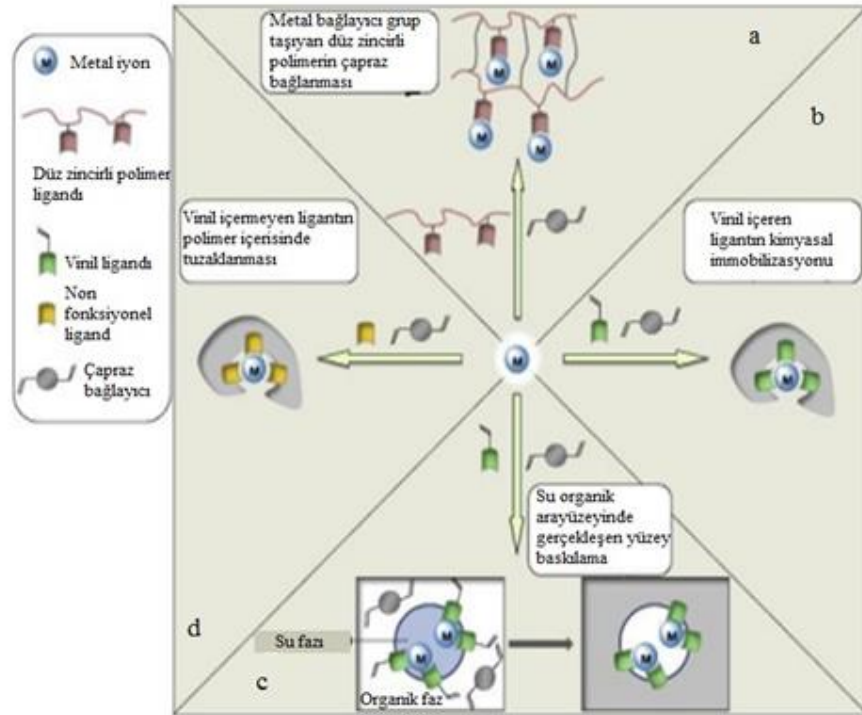 M
Metal iyon
Düz zincirli polimer
ligandı
Vinil ligandı
Non
fonksiyonel
ligand
Çapraz
bağlayıcı
Metal bağlayıcı grup
taşıyan düz zincirli
polimerin çapraz
bağlanması
M
M
M
M
a
b
Vinil içermeyen ligantın
polimer içerisinde
tuzaklanması
Vinil içeren
ligantın kimyasal
immobilizasyonu
M
M
M
Su organik
arayüzeyinde
gerçekleşen yüzey
baskılama
d
Su fazı
c
M
M
Organik faz
M
M